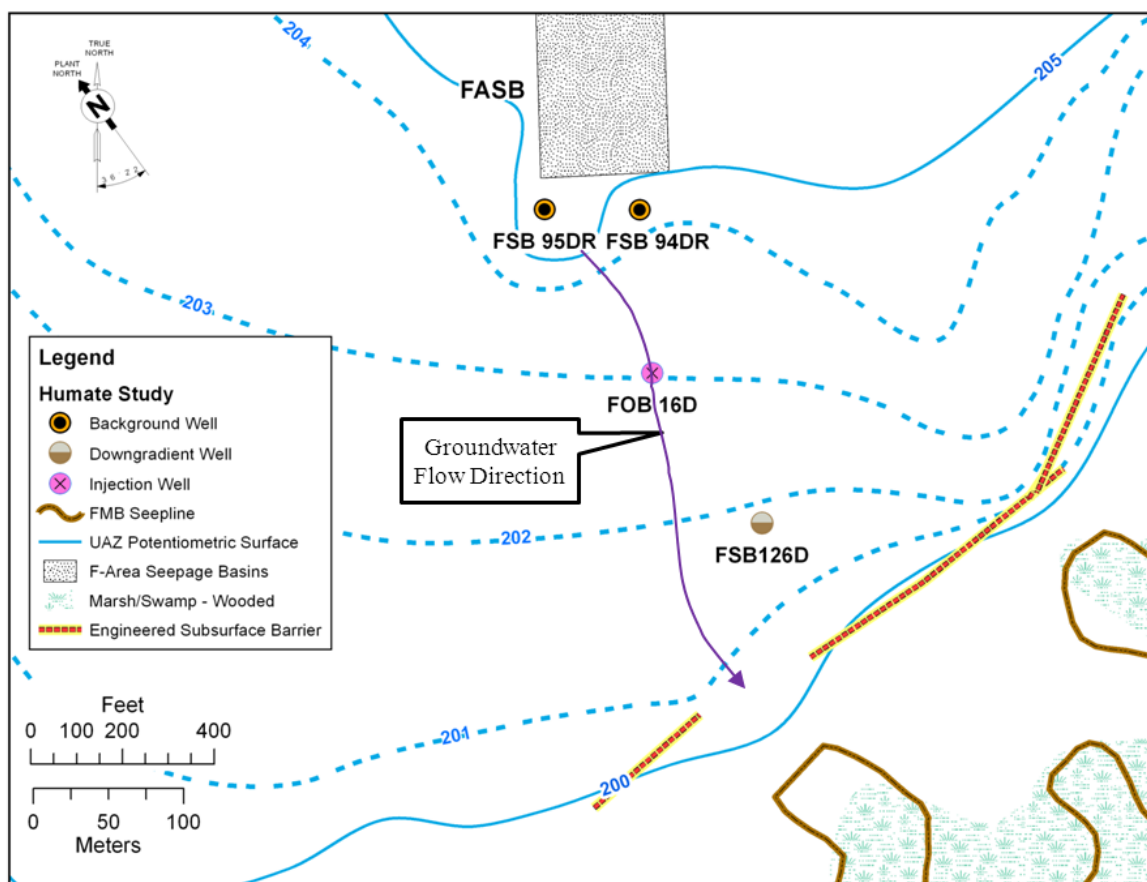 TRUE
NORTH
PLANT
NORTH
N
36 22
204
FASB
205
FSB 95DR
FSB 94DR
203
FOB 16D
Groundwater
Flow Direction
202
FSB126D
201
200
Legend
Humate Study
Background Well
Downgradient Well
Injection Well
FMB Seepline
UAZ Potentiometric Surface
F-Area Seepage Basins
Marsh/Swamp - Wooded
Engineered Subsurface Barrier
Feet
0 100 200 400
0 50 100
Meters